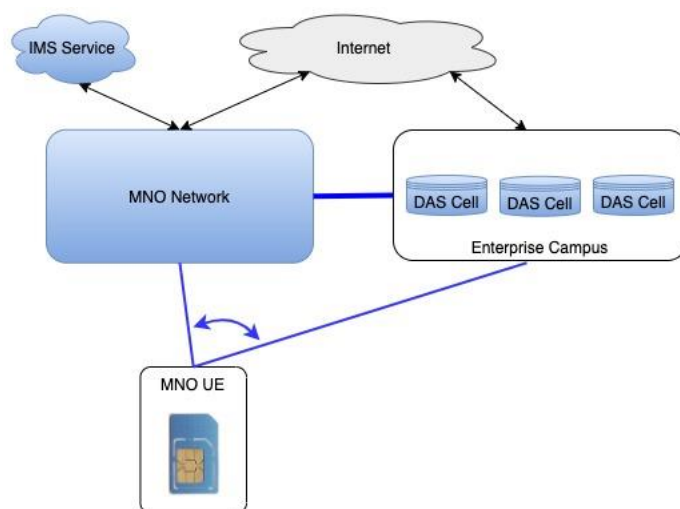 IMS Service
Internet
MNO Network
DAS Cell
DAS Cell
DAS Cell
Enterprise Campus
MNO UE